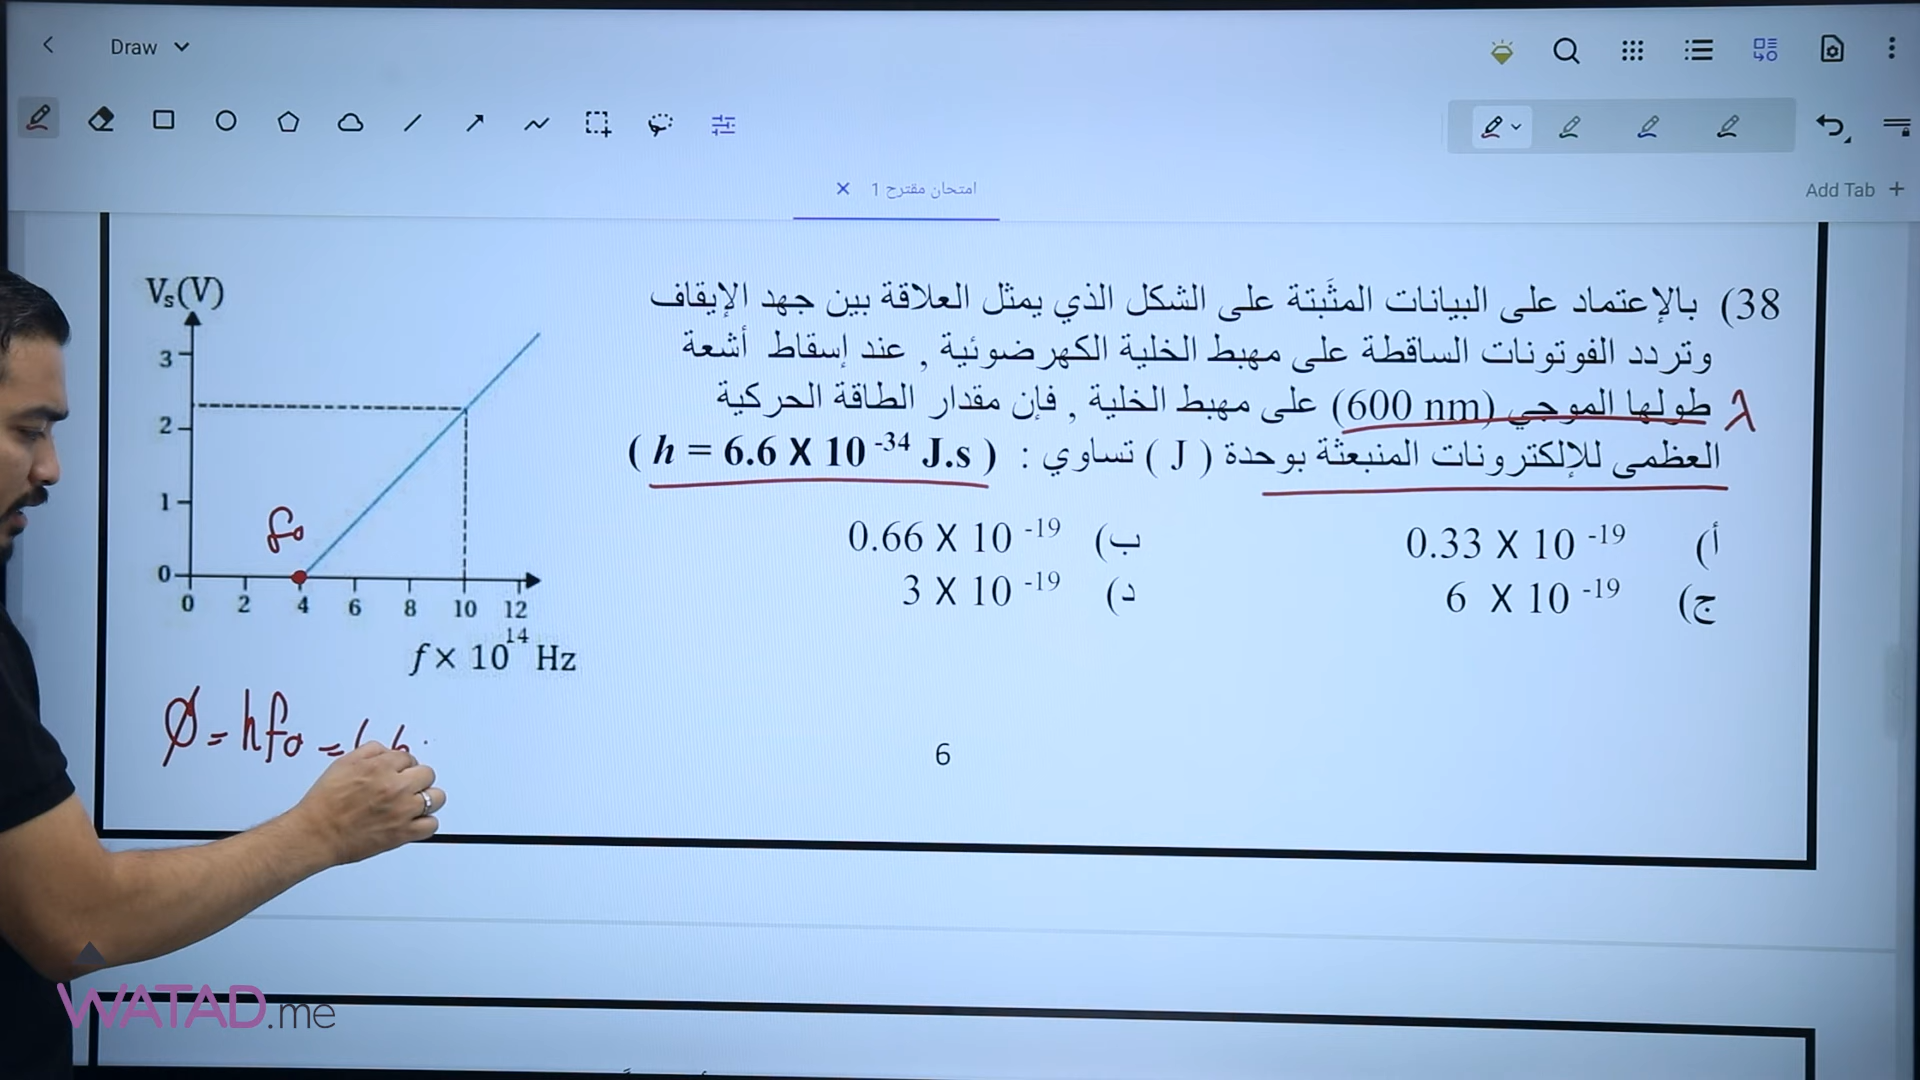 Draw
امتحان مقترح 1
Add Tab
38) بالإعتماد على البيانات المثبتة على الشكل الذي يمثل العلاقة بين جهد الإيقاف
وتردد الفوتونات الساقطة على مهبط الخلية الكهرضوئية , عند إسقاط أشعة
طولها الموجي (600 nm) على مهبط الخلية , فإن مقدار الطاقة الحركية
λ
العظمى للإلكترونات المنبعثة بوحدة ( J ) تساوي : ( h = 6.6 X 10 -34 J.s )
أ) 0.33 X 10 -19
ب) 0.66 X 10 -19
ج) 6 X 10 -19
د) 3 X 10 -19
Vs(V)
3
2
1
0
f₀
0 2 4 6 8 10 12
f × 10 14 Hz
Ø = hf₀ =
6
WATAD.me